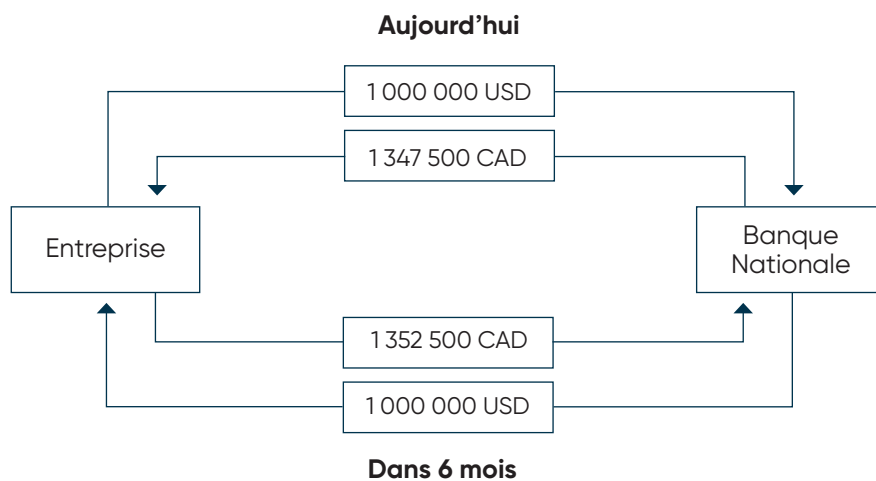 Aujourd’hui
1 000 000 USD
1 347 500 CAD
Entreprise
Banque
Nationale
1 352 500 CAD
1 000 000 USD
Dans 6 mois